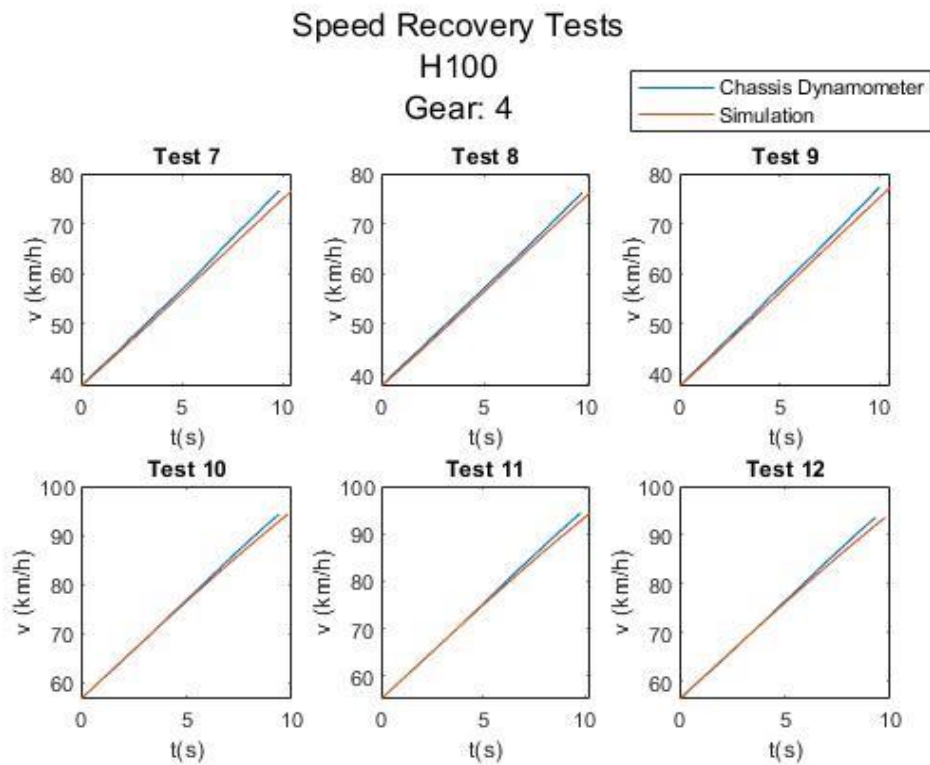 Speed Recovery Tests
H100
Gear: 4
Chassis Dynamometer
Simulation
Test 7
80
70
60
50
40
v (km/h)
0 5 10
t(s)
Test 8
80
70
60
50
40
v (km/h)
0 5 10
t(s)
Test 9
80
70
60
50
40
v (km/h)
0 5 10
t(s)
Test 10
100
90
80
70
60
v (km/h)
0 5 10
t(s)
Test 11
100
90
80
70
60
v (km/h)
0 5 10
t(s)
Test 12
100
90
80
70
60
v (km/h)
0 5 10
t(s)